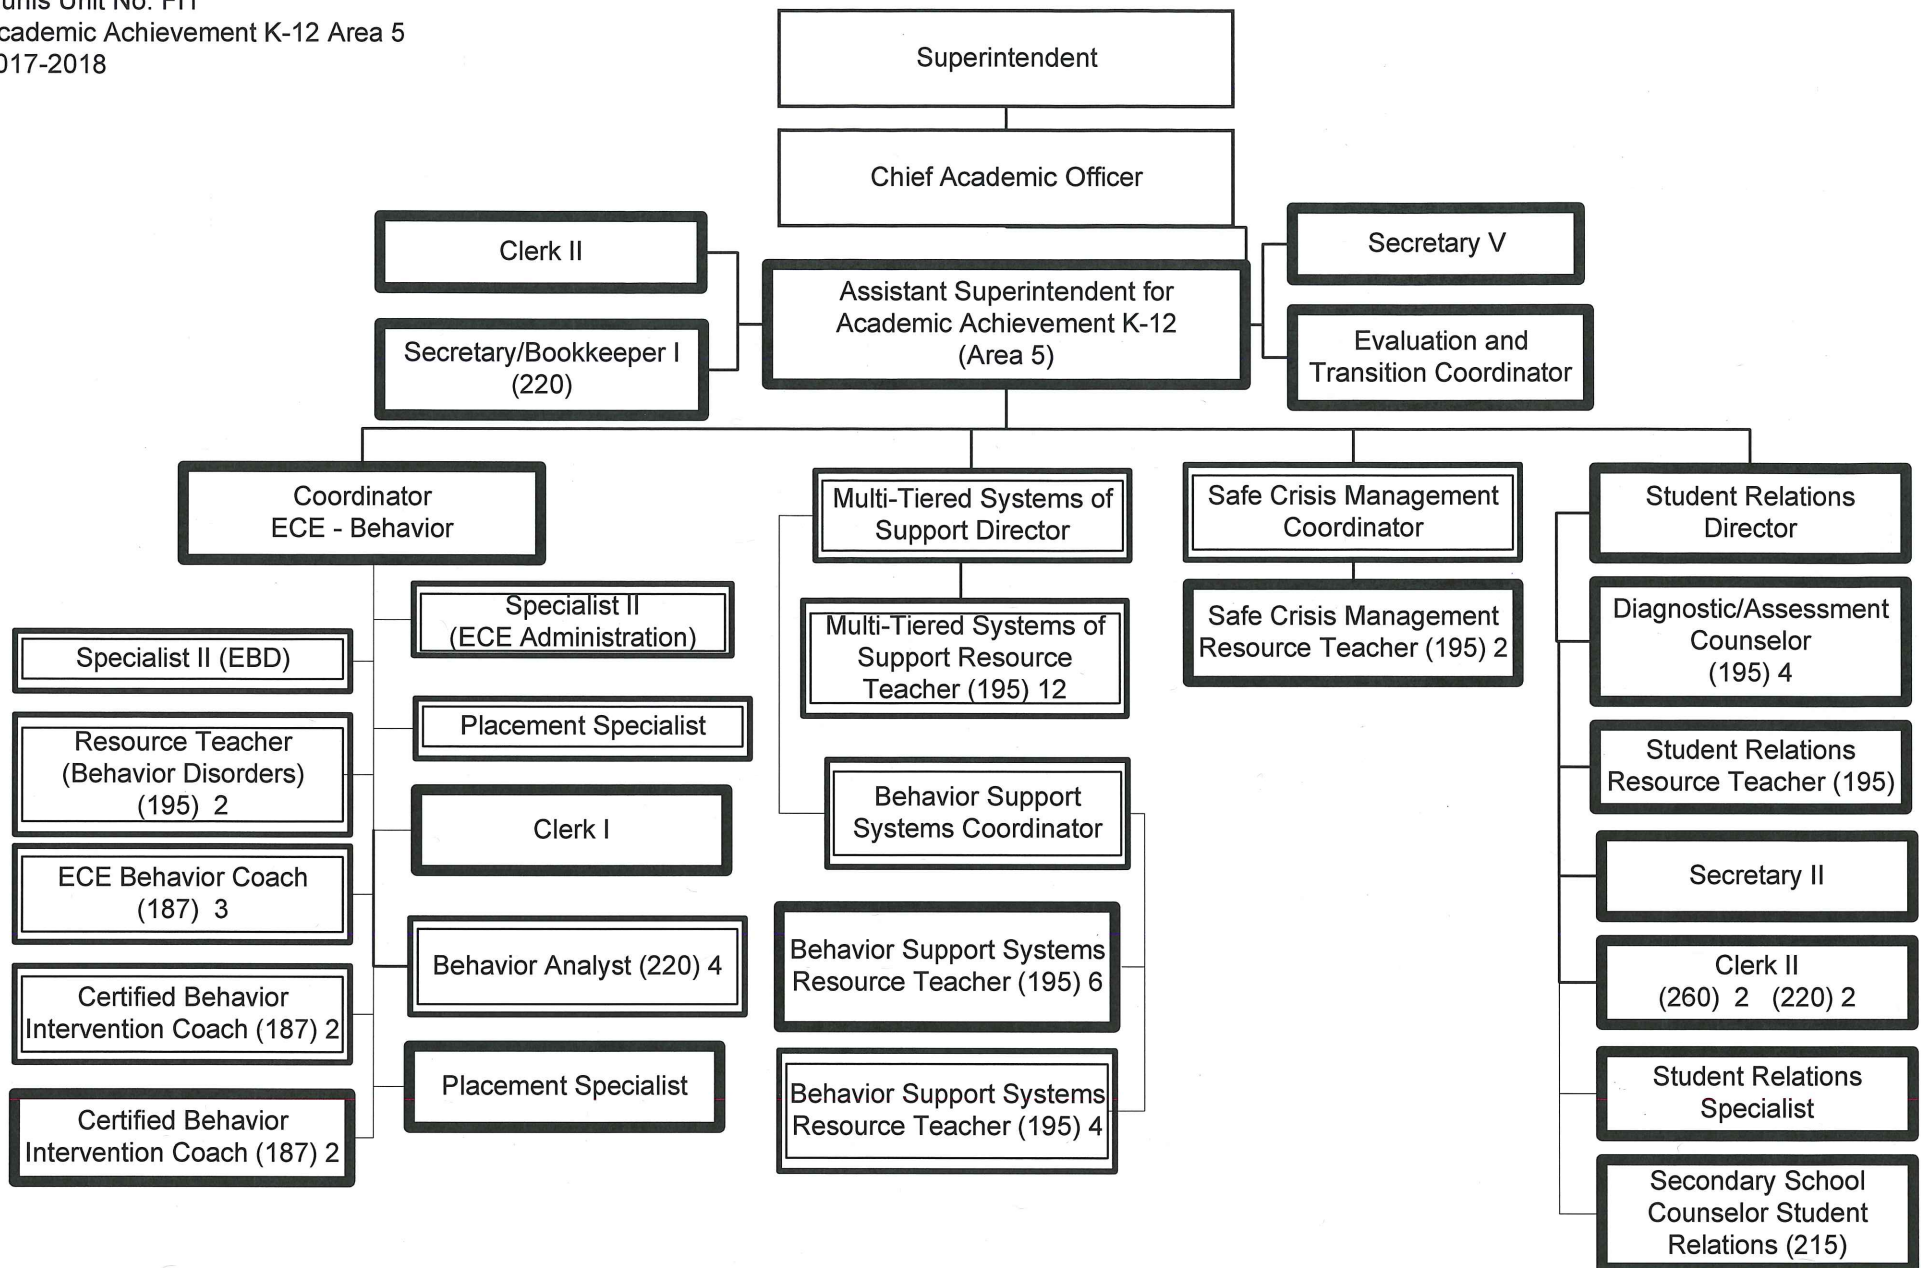 Unit No.
Academic Achievement K-12 Area 5
2017-2018
Superintendent
Chief Academic Officer
Clerk II
Secretary/Bookkeeper I
(220)
Assistant Superintendent for
Academic Achievement K-12
(Area 5)
Secretary V
Evaluation and
Transition Coordinator
Coordinator
ECE - Behavior
Specialist II
(ECE Administration)
Specialist II (EBD)
Placement Specialist
Resource Teacher
(Behavior Disorders)
(195) 2
Clerk I
ECE Behavior Coach
(187) 3
Behavior Analyst (220) 4
Certified Behavior
Intervention Coach (187) 2
Placement Specialist
Certified Behavior
Intervention Coach (187) 2
Multi-Tiered Systems of
Support Director
Multi-Tiered Systems of
Support Resource
Teacher (195) 12
Behavior Support
Systems Coordinator
Behavior Support Systems
Resource Teacher (195) 6
Behavior Support Systems
Resource Teacher (195) 4
Safe Crisis Management
Coordinator
Safe Crisis Management
Resource Teacher (195) 2
Student Relations
Director
Diagnostic/Assessment
Counselor
(195) 4
Student Relations
Resource Teacher (195)
Secretary II
Clerk II
(260) 2 (220) 2
Student Relations
Specialist
Secondary School
Counselor Student
Relations (215)